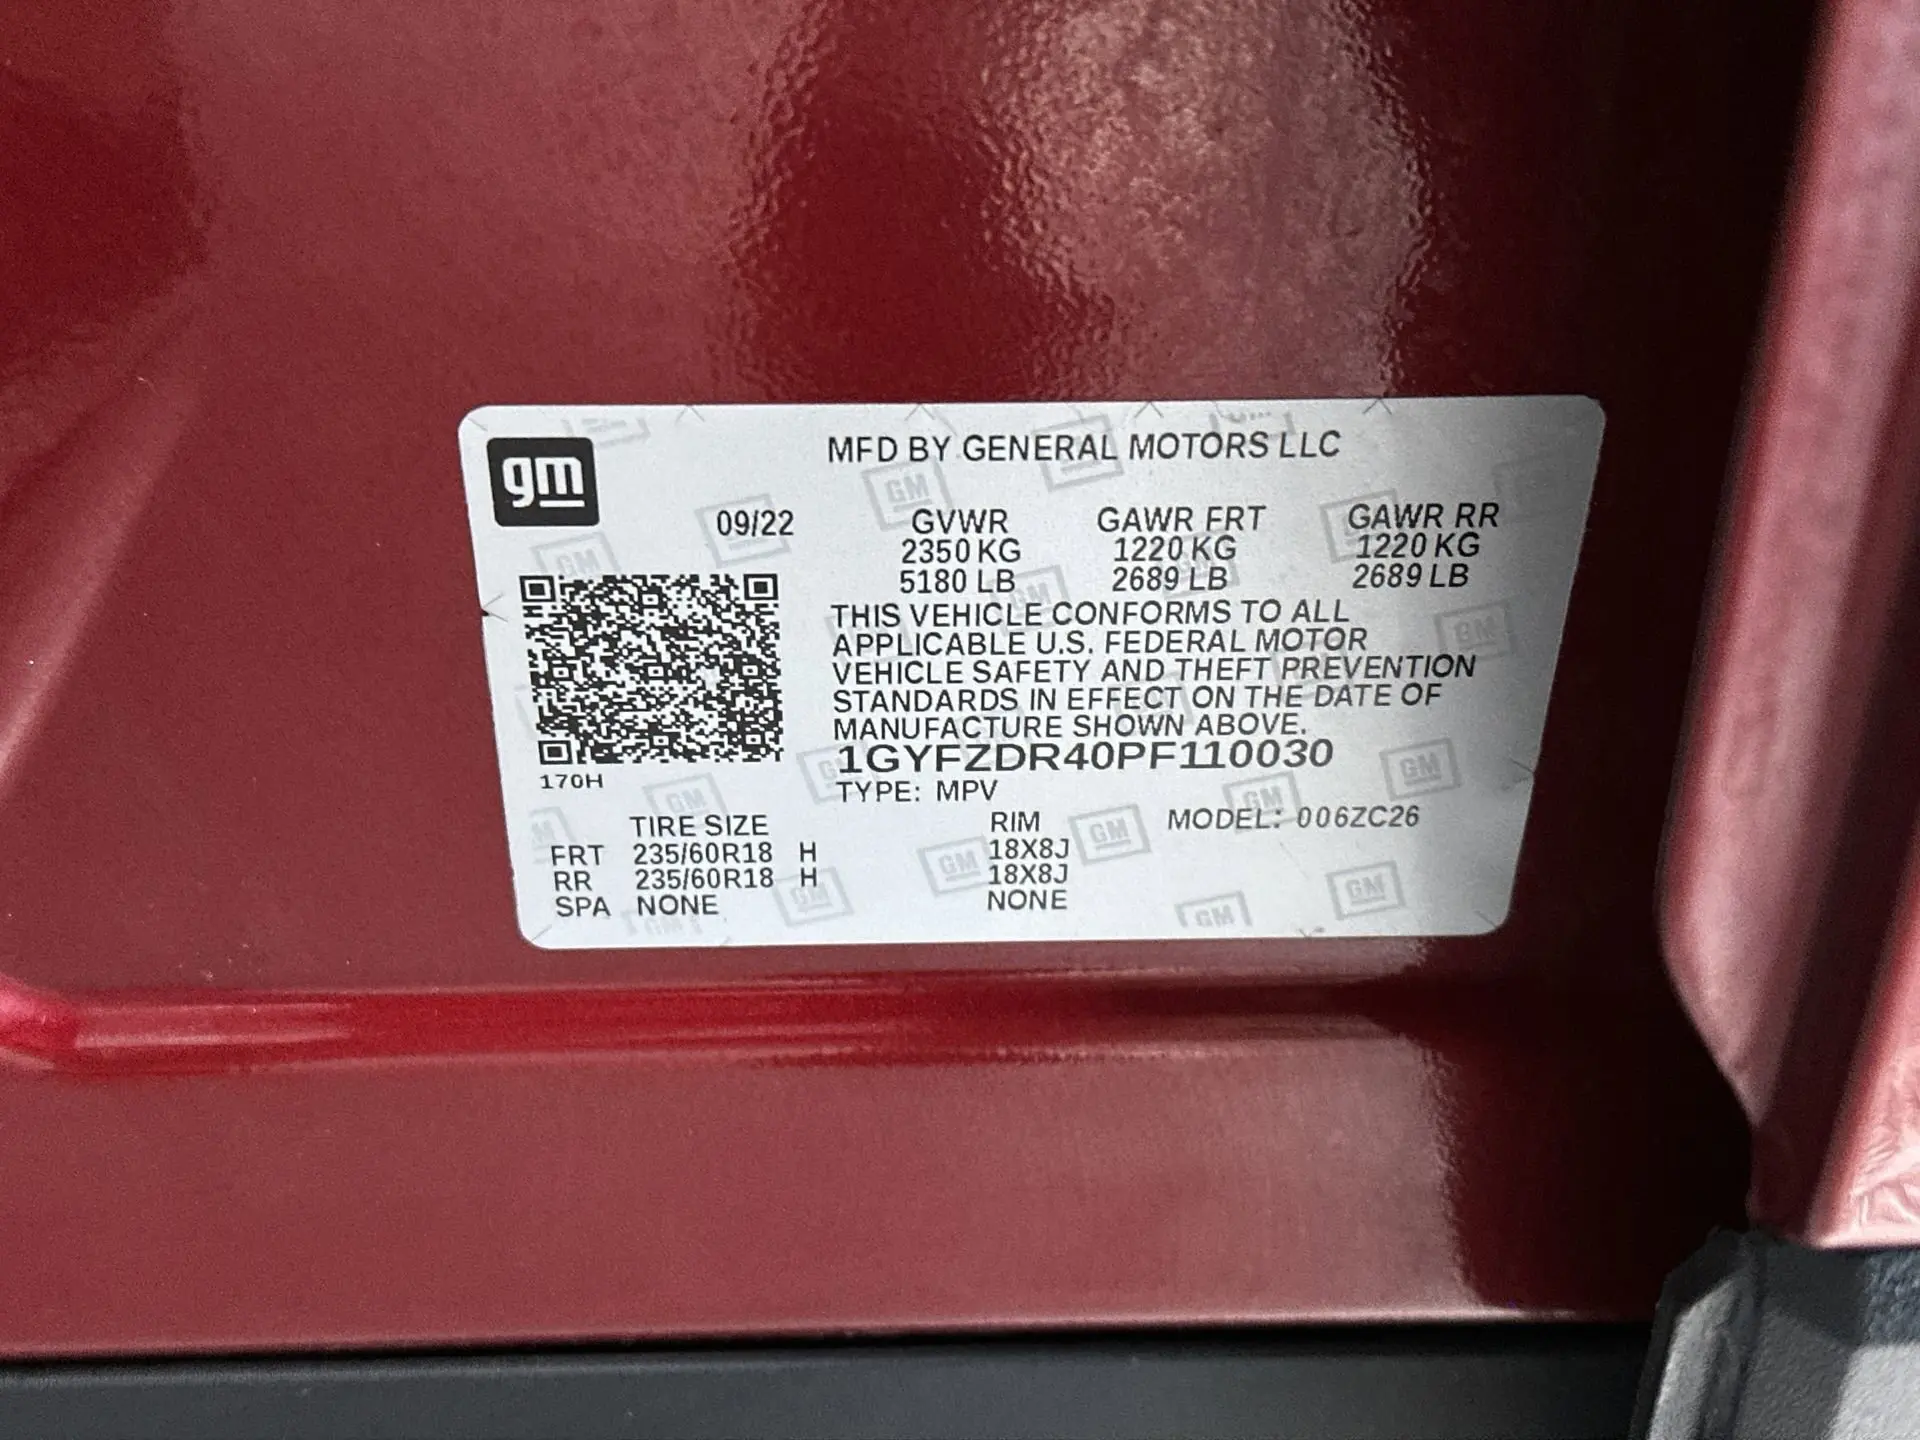 gm
MFD BY GENERAL MOTORS LLC
09/22 GVWR GAWR FRT GAWR RR
2350 KG 1220 KG 1220 KG
5180 LB 2689 LB 2689 LB
THIS VEHICLE CONFORMS TO ALL
APPLICABLE U.S. FEDERAL MOTOR
VEHICLE SAFETY AND THEFT PREVENTION
STANDARDS IN EFFECT ON THE DATE OF
MANUFACTURE SHOWN ABOVE.
1GYFZDR40PF110030
170H
TYPE: MPV
TIRE SIZE RIM MODEL: 006ZC26
FRT 235/60R18 H 18X8J
RR 235/60R18 H 18X8J
SPA NONE NONE